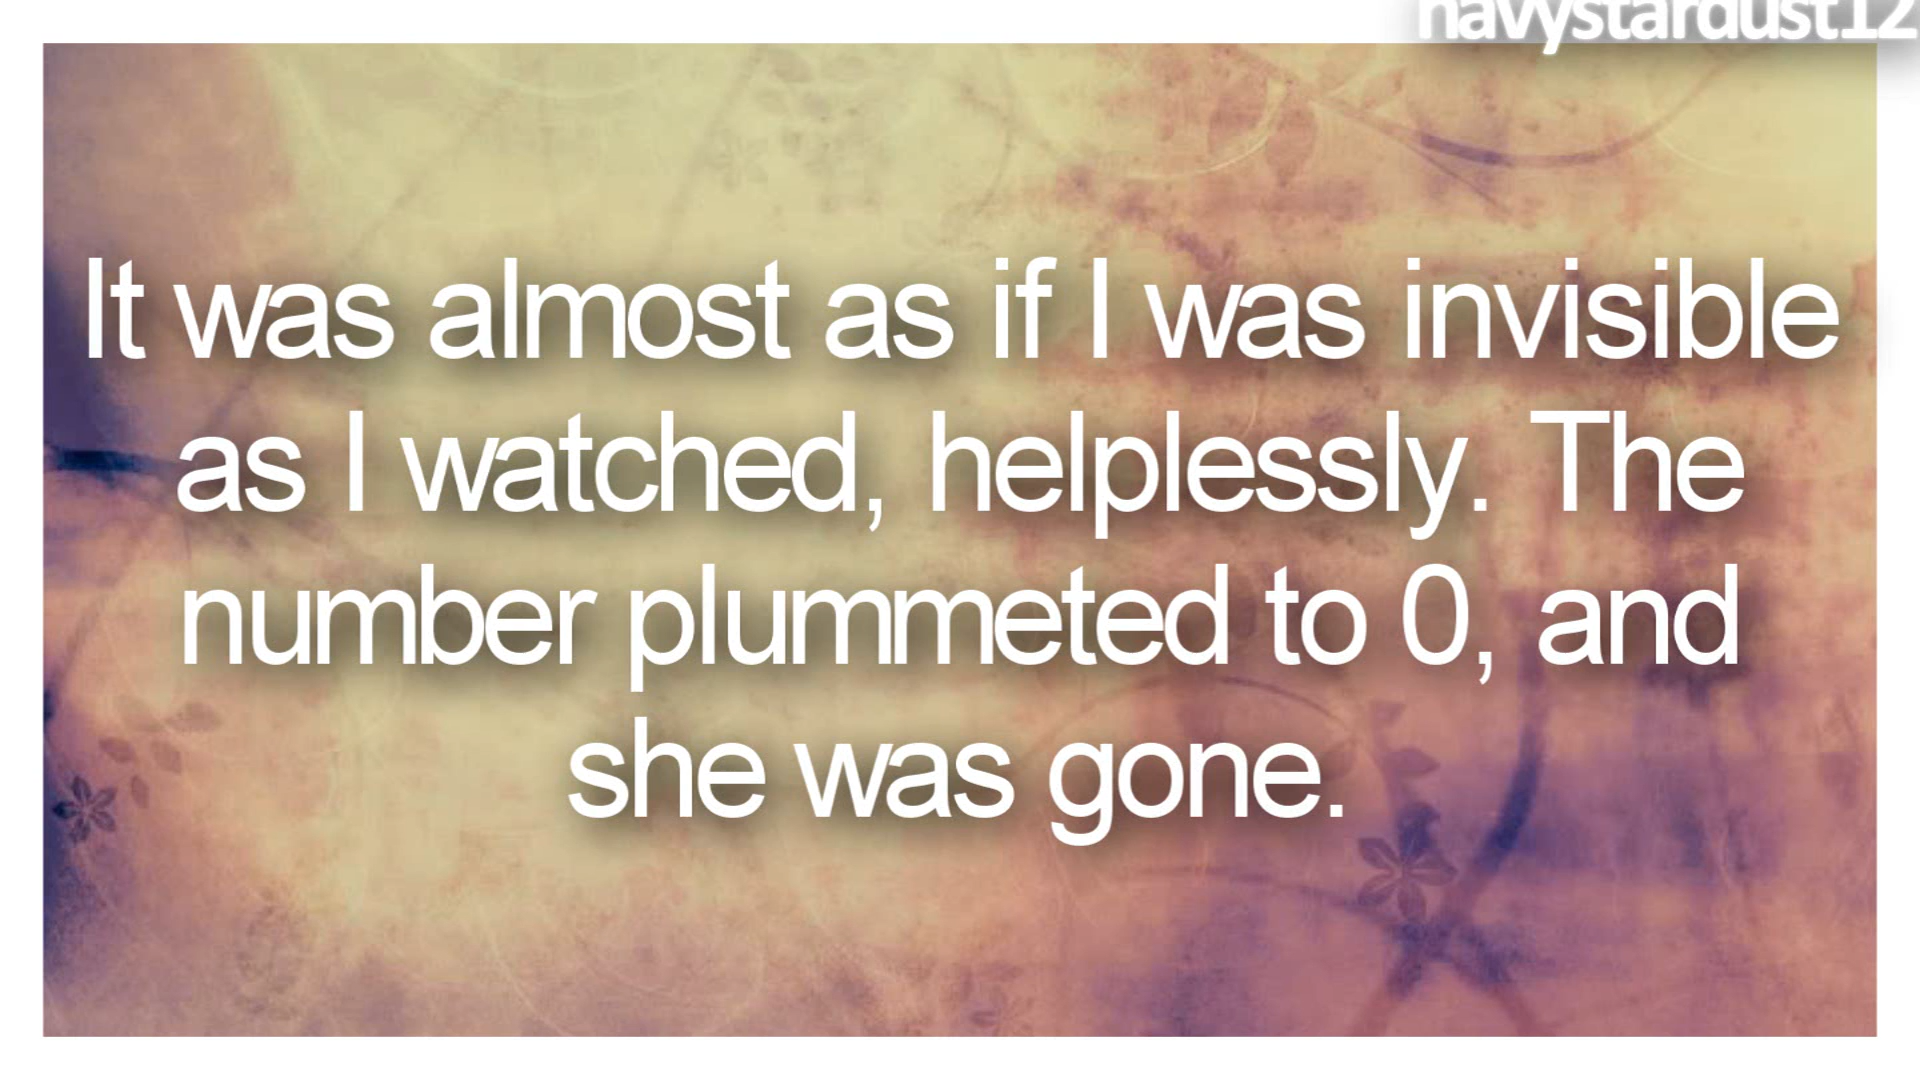 navystardust12
It was almost as if I was invisible
as I watched, helplessly. The
number plummeted to 0, and
she was gone.